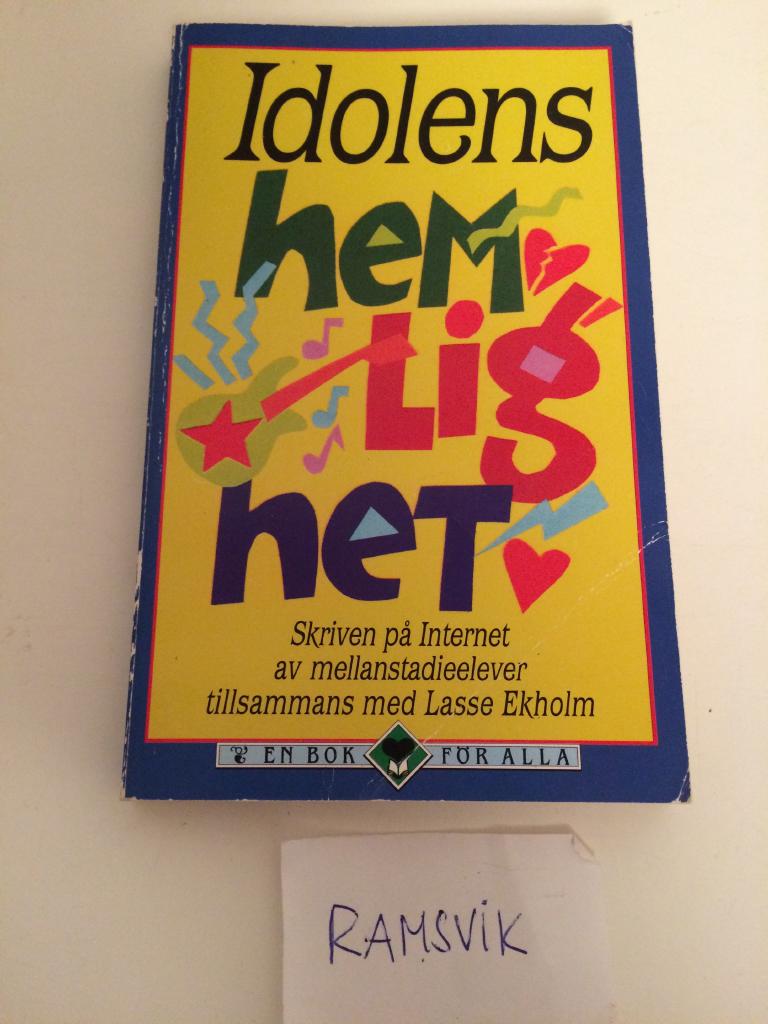 Idolens
hem
Lig
het
Skriven på Internet
av mellanstadieelever
tillsammans med Lasse Ekholm
EN BOK FÖR ALLA
RAMSVIK